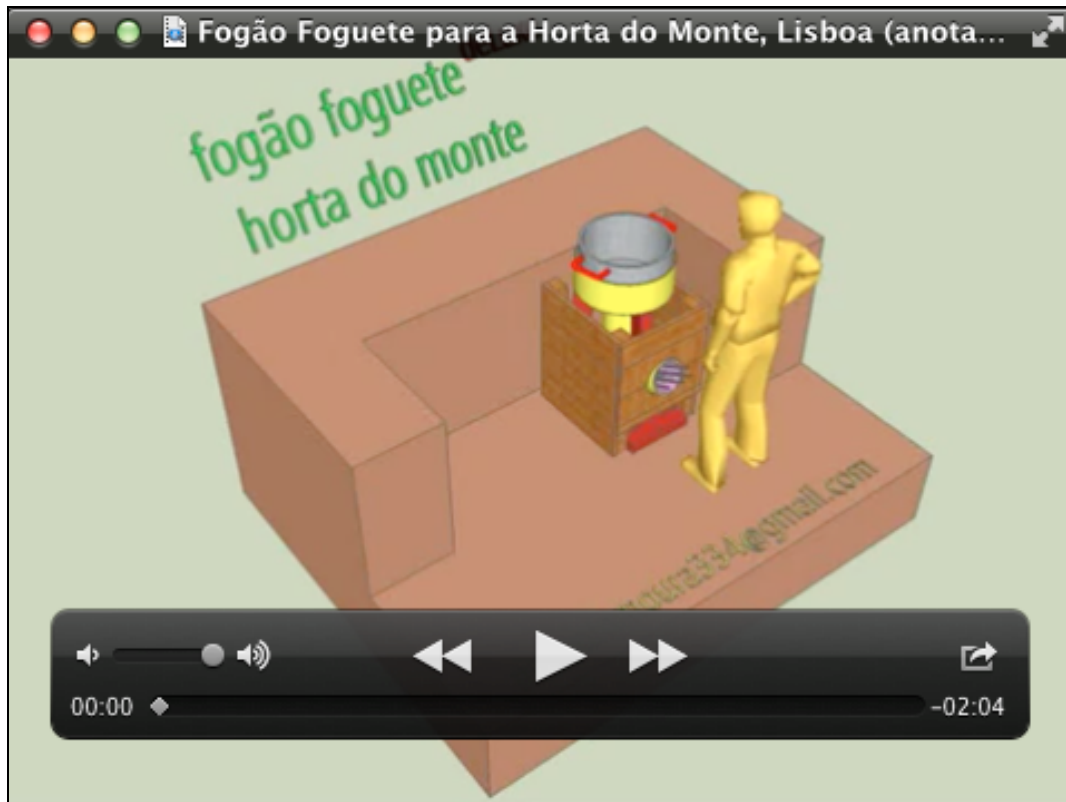 Fogão Foguete para a Horta do Monte, Lisboa (anota...
fogão foguete
horta do monte
00:00
-02:04